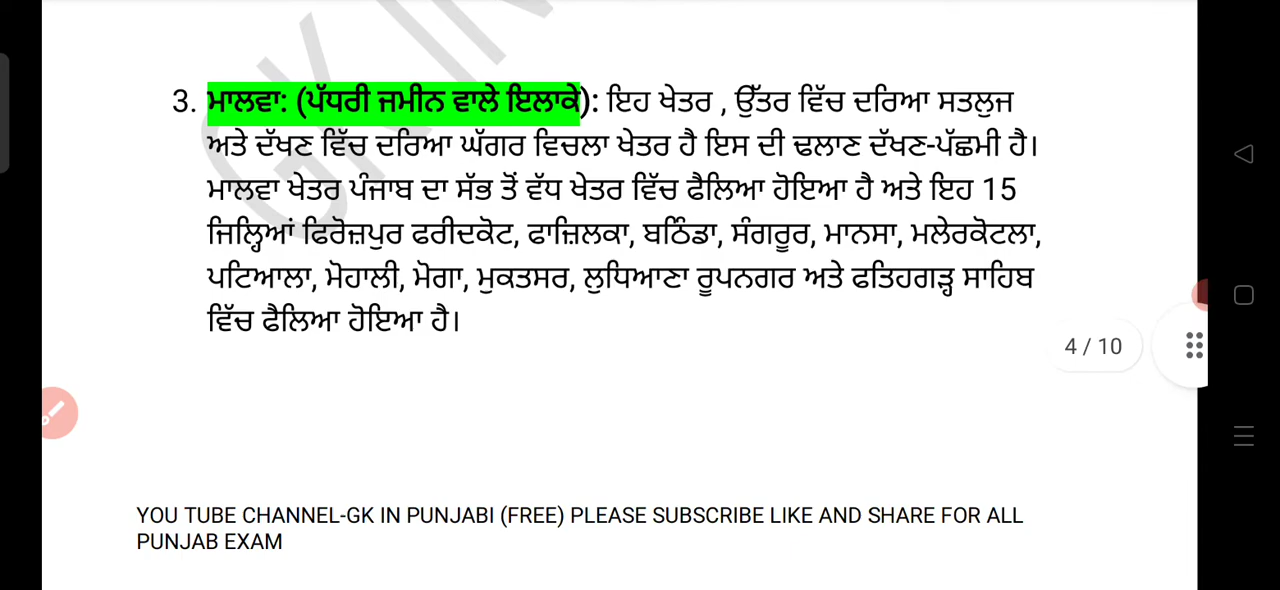 GK IN
3. ਮਾਲਵਾ: (ਪੱਧਰੀ ਜਮੀਨ ਵਾਲੇ ਇਲਾਕੇ): ਇਹ ਖੇਤਰ , ਉੱਤਰ ਵਿੱਚ ਦਰਿਆ ਸਤਲੁਜ
ਅਤੇ ਦੱਖਣ ਵਿੱਚ ਦਰਿਆ ਘੱਗਰ ਵਿਚਲਾ ਖੇਤਰ ਹੈ ਇਸ ਦੀ ਢਲਾਣ ਦੱਖਣ-ਪੱਛਮੀ ਹੈ।
ਮਾਲਵਾ ਖੇਤਰ ਪੰਜਾਬ ਦਾ ਸੱਭ ਤੋਂ ਵੱਧ ਖੇਤਰ ਵਿੱਚ ਫੈਲਿਆ ਹੋਇਆ ਹੈ ਅਤੇ ਇਹ 15
ਜਿਲ੍ਹਿਆਂ ਫਿਰੋਜ਼ਪੁਰ ਫਰੀਦਕੋਟ, ਫਾਜ਼ਿਲਕਾ, ਬਠਿੰਡਾ, ਸੰਗਰੂਰ, ਮਾਨਸਾ, ਮਲੇਰਕੋਟਲਾ,
ਪਟਿਆਲਾ, ਮੋਹਾਲੀ, ਮੋਗਾ, ਮੁਕਤਸਰ, ਲੁਧਿਆਣਾ ਰੂਪਨਗਰ ਅਤੇ ਫਤਿਹਗੜ੍ਹ ਸਾਹਿਬ
ਵਿੱਚ ਫੈਲਿਆ ਹੋਇਆ ਹੈ।
4 / 10
YOU TUBE CHANNEL-GK IN PUNJABI (FREE) PLEASE SUBSCRIBE LIKE AND SHARE FOR ALL
PUNJAB EXAM